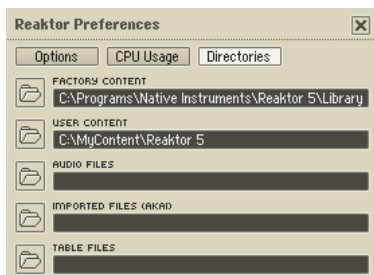 Reaktor Preferences
Options CPU Usage Directories
FACTORY CONTENT
C:\Programs\Native Instruments\Reaktor 5\Library
USER CONTENT
C:\MyContent\Reaktor 5
AUDIO FILES
IMPORTED FILES (AKAI)
TABLE FILES